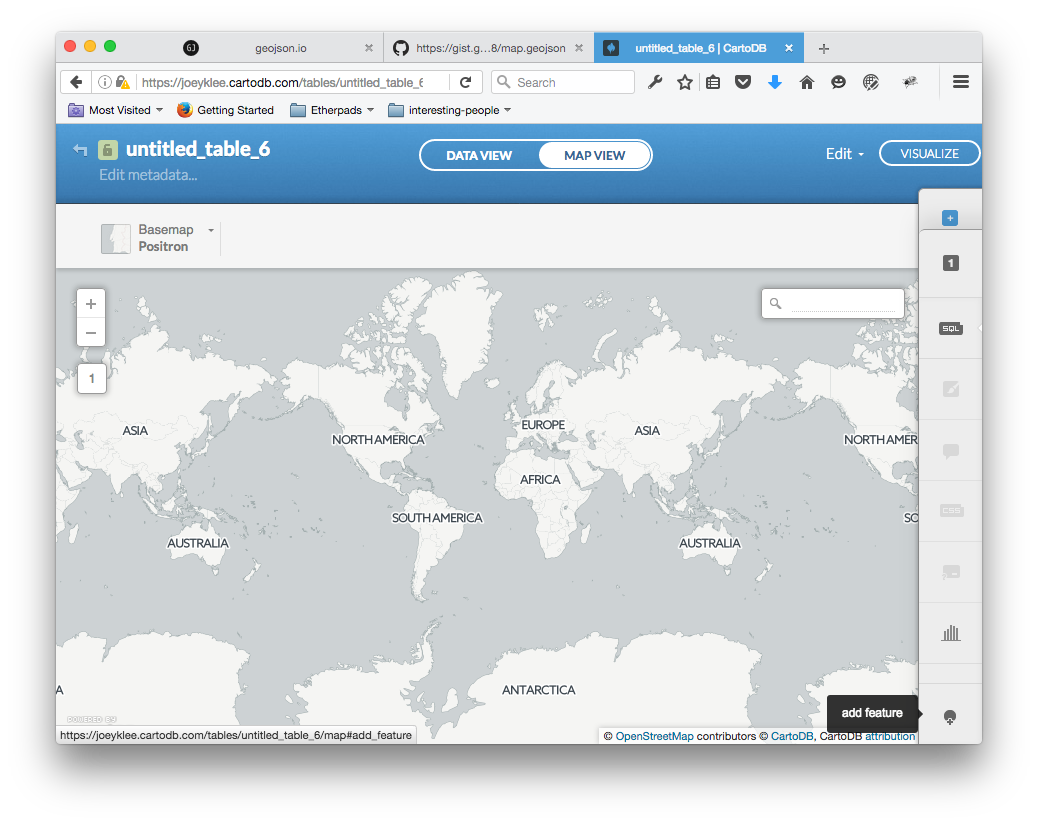 GJ
geojson.io
https://gist.g...8/map.geojson
untitled_table_6 | CartoDB
https://joeyklee.cartodb.com/tables/untitled_table_6
Search
Most Visited
Getting Started
Etherpads
interesting-people
untitled_table_6
Edit metadata...
DATA VIEW
MAP VIEW
Edit
VISUALIZE
Basemap
Positron
1
SQL
CSS
1
ASIA
NORTH AMERICA
EUROPE
ASIA
NORTH AMER
AFRICA
SOUTH AMERICA
SO
AUSTRALIA
AUSTRALIA
A
ANTARCTICA
POWERED BY
add feature
https://joeyklee.cartodb.com/tables/untitled_table_6/map#add_feature
© OpenStreetMap contributors © CartoDB, CartoDB attribution